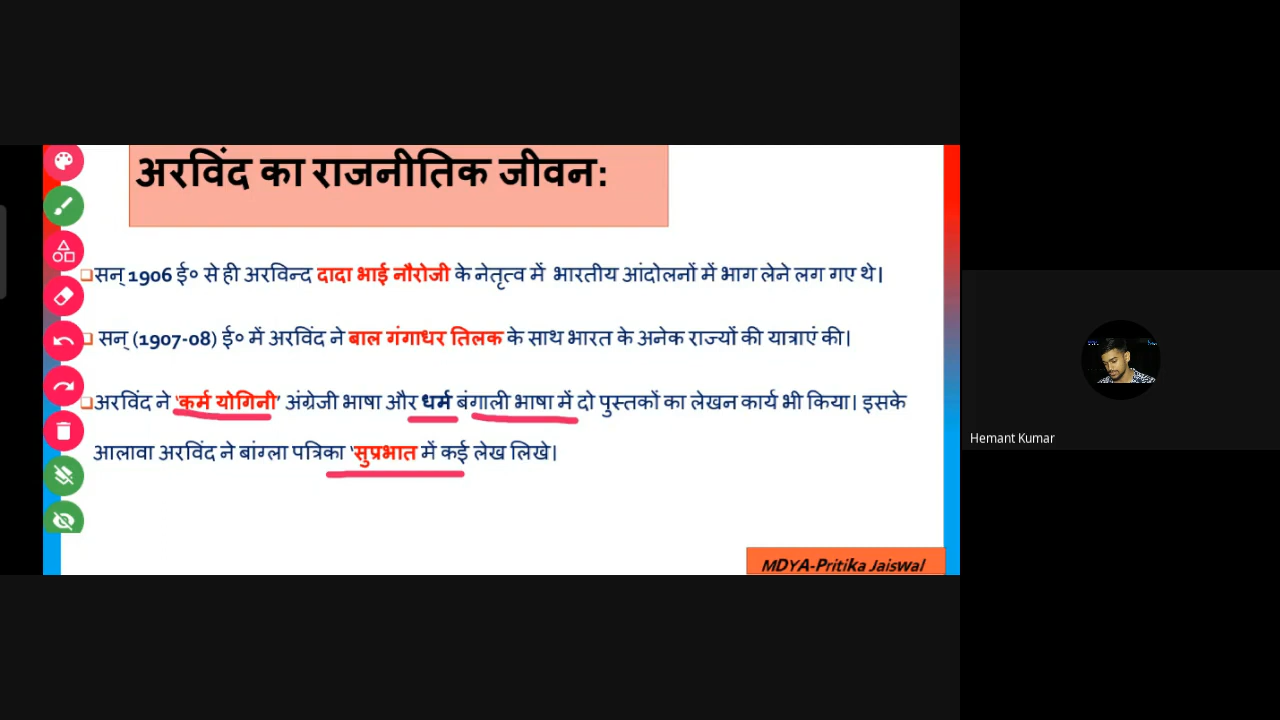 अरविंद का राजनीतिक जीवन:
सन् 1906 ई० से ही अरविन्द दादा भाई नौरोजी के नेतृत्व में भारतीय आंदोलनों में भाग लेने लग गए थे।
सन् (1907-08) ई० में अरविंद ने बाल गंगाधर तिलक के साथ भारत के अनेक राज्यों की यात्राएं की।
अरविंद ने 'कर्म योगिनी' अंग्रेजी भाषा और धर्म बंगाली भाषा में दो पुस्तकों का लेखन कार्य भी किया। इसके
आलावा अरविंद ने बांग्ला पत्रिका 'सुप्रभात में कई लेख लिखे।
MDYA-Pritika Jaiswal
Hemant Kumar